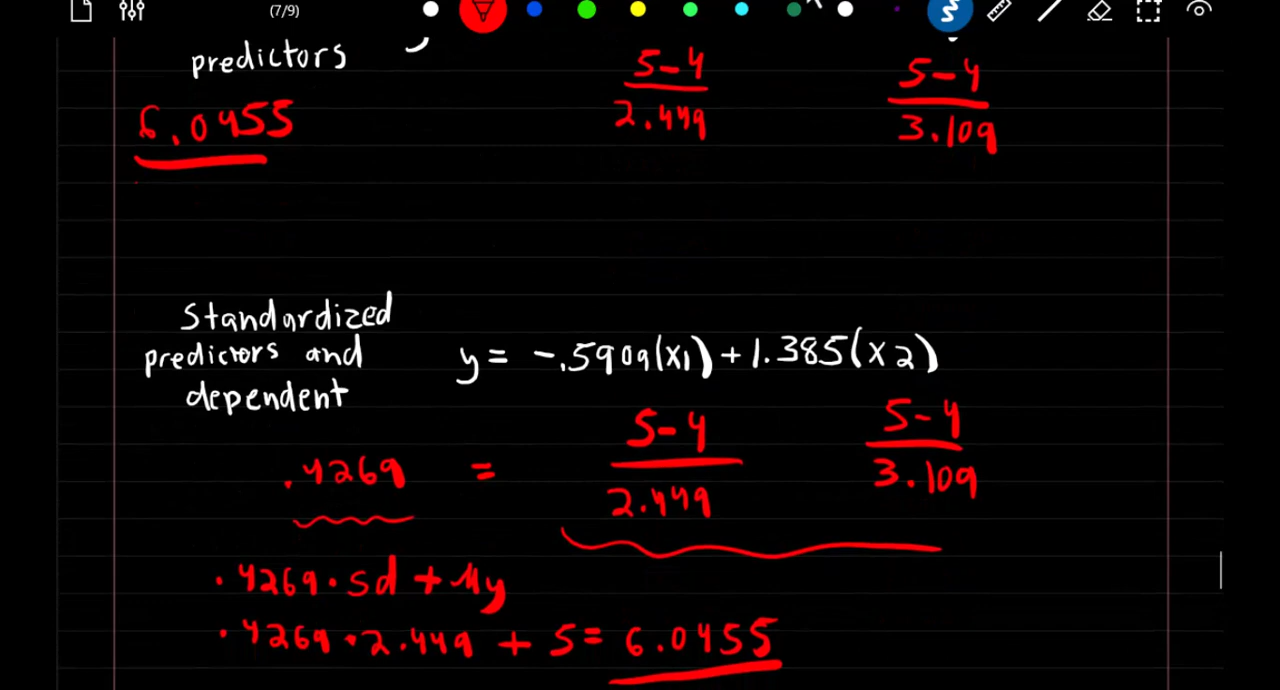 (7/9)
predictors
6.0455
5-4
2.449
5-4
3.109
Standardized
predictors and
dependent
y = -.5909(x1) + 1.385(x2)
.4269 =
5-4
2.449
5-4
3.109
.4269 · sd + My
.4269 · 2.449 + 5 = 6.0455